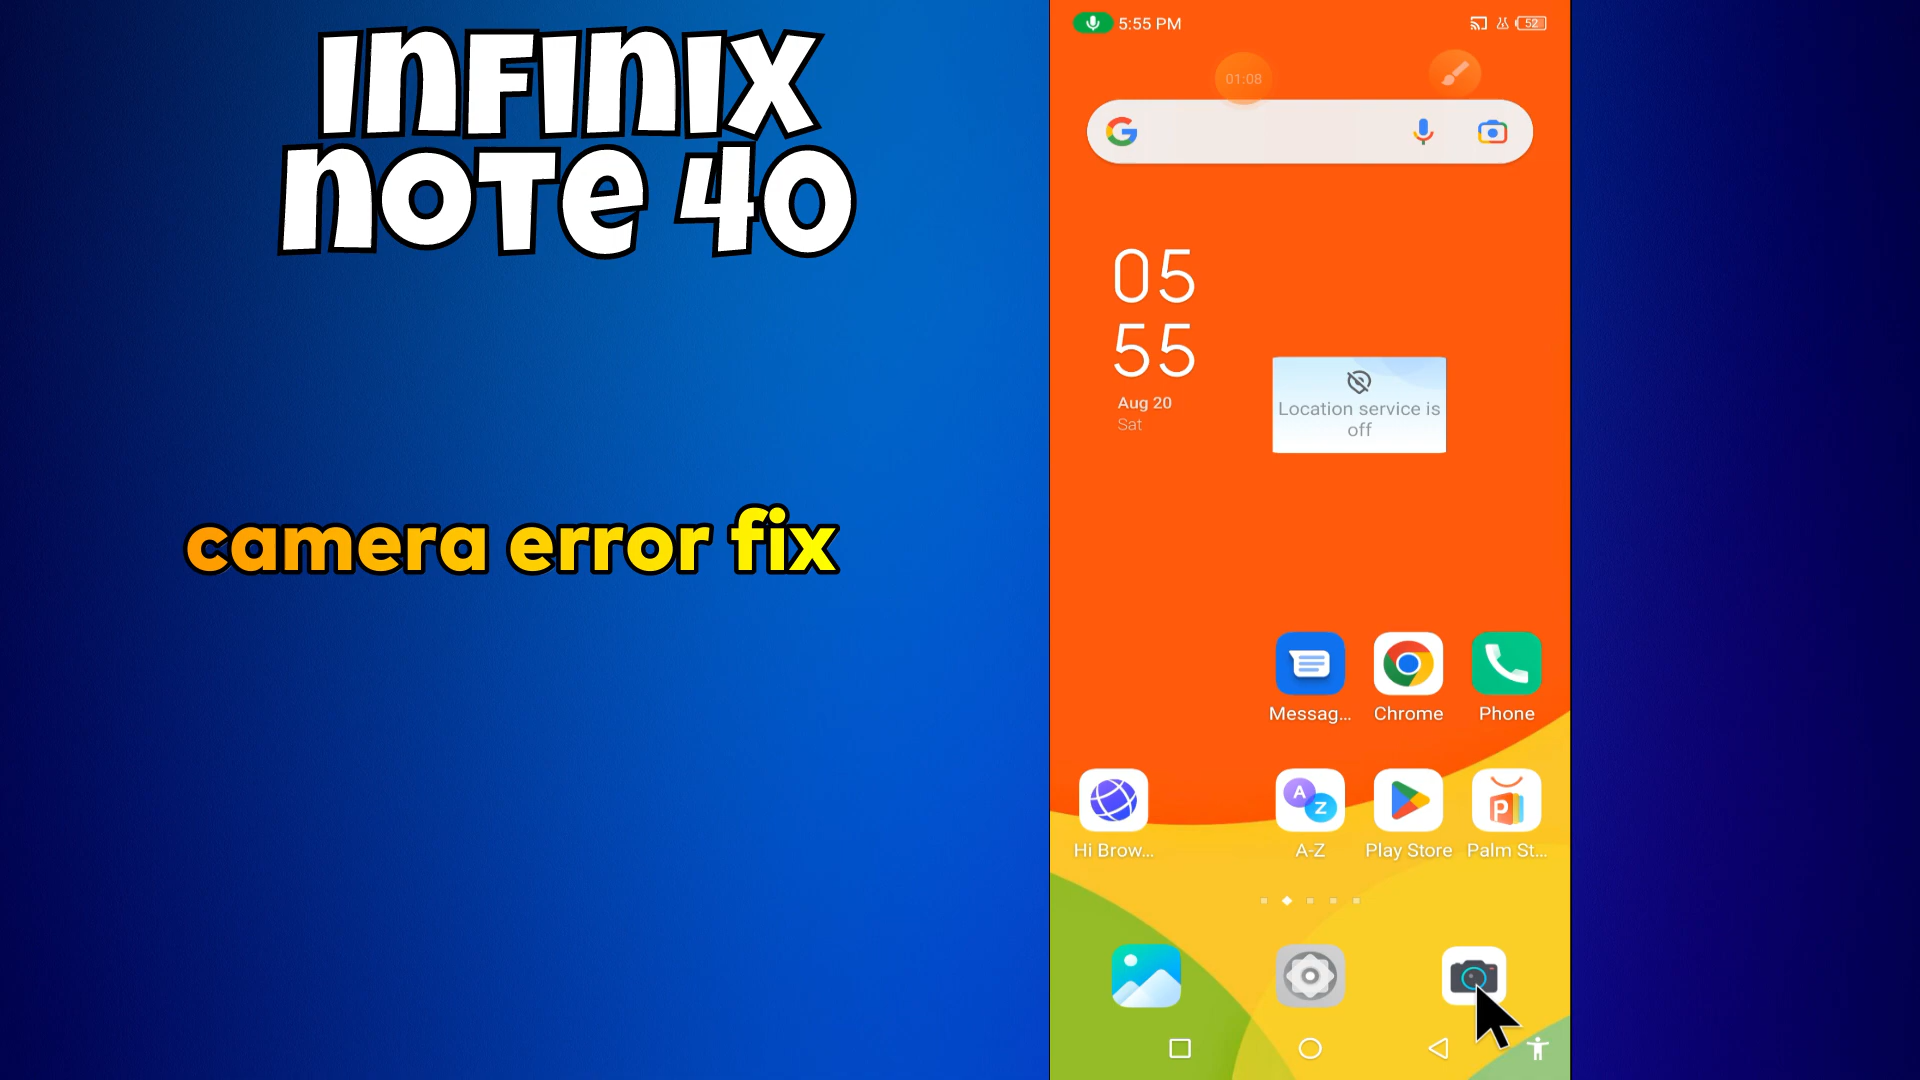 INFINIX
NOTE 40
camera error fix
5:55 PM
52
01:08
05
55
Aug 20
Sat
Location service is
off
Messag...
Chrome
Phone
A
Z
P
Hi Brow...
A-Z
Play Store
Palm St...